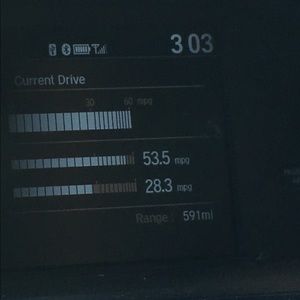 3 03
Current Drive
30 60 mpg
53.5 mpg
28.3 mpg
Range : 591mi